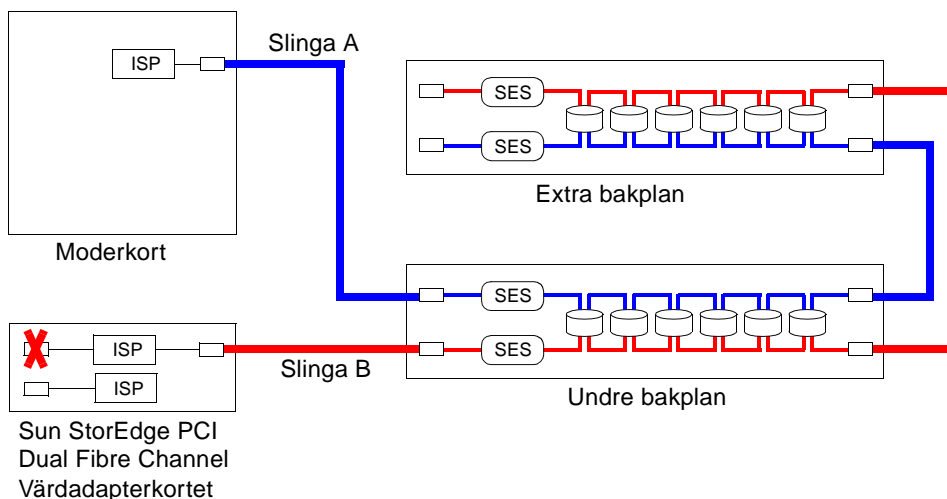 Slinga A
ISP
SES
SES
Extra bakplan
Moderkort
SES
ISP
SES
Slinga B
ISP
Undre bakplan
Sun StorEdge PCI
Dual Fibre Channel
Värdadapterkortet